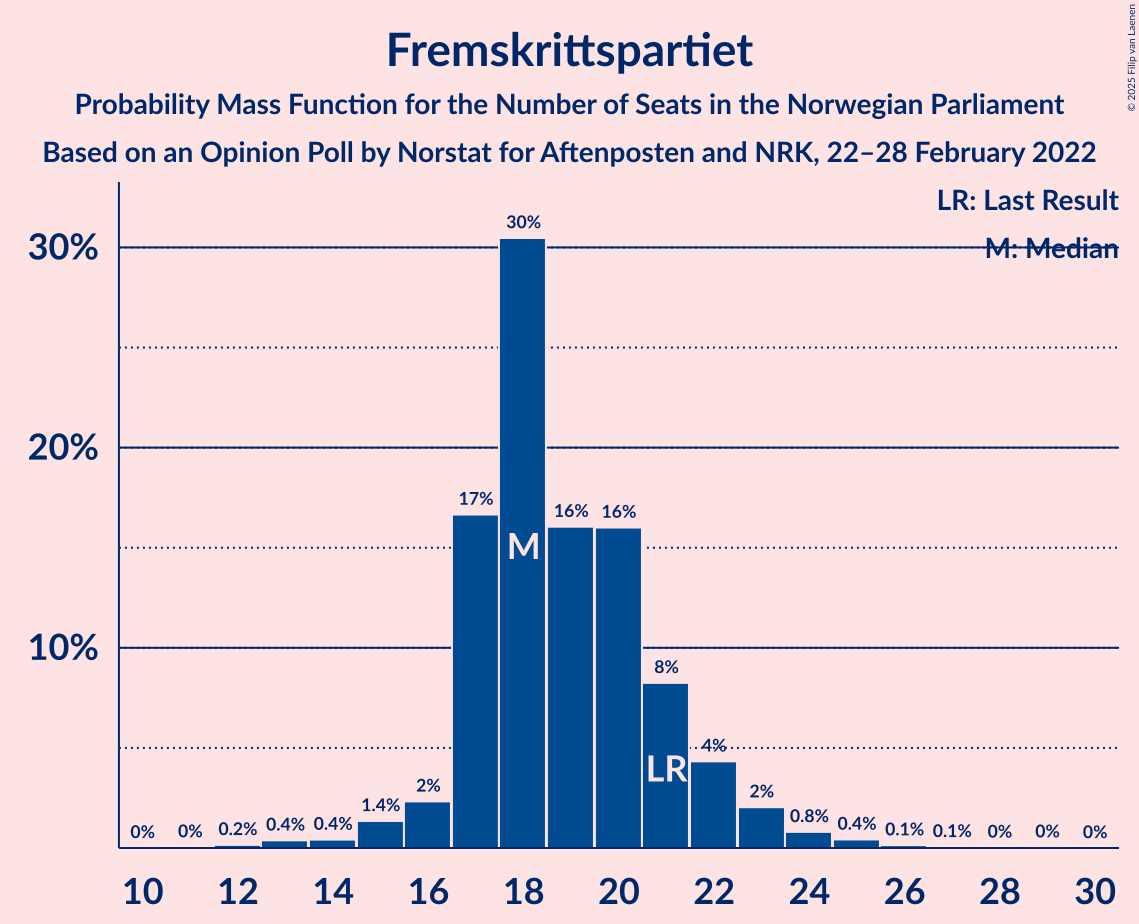 Fremskrittspartiet
Probability Mass Function for the Number of Seats in the Norwegian Parliament
Based on an Opinion Poll by Norstat for Aftenposten and NRK, 22–28 February 2022
© 2025 Filip van Laenen
LR: Last Result
M: Median
30%
20%
10%
0% 0% 0.2% 0.4% 0.4% 1.4% 2% 17% 30% 16% 16% 8% 4% 2% 0.8% 0.4% 0.1% 0.1% 0% 0% 0%
M
LR
10 12 14 16 18 20 22 24 26 28 30